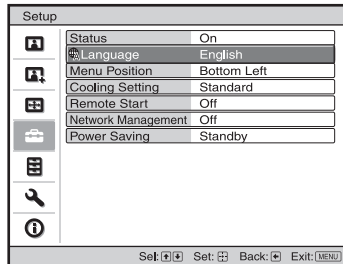 Setup
Status On
Language English
Menu Position Bottom Left
Cooling Setting Standard
Remote Start Off
Network Management Off
Power Saving Standby
Sel: Set: Back: Exit: MENU